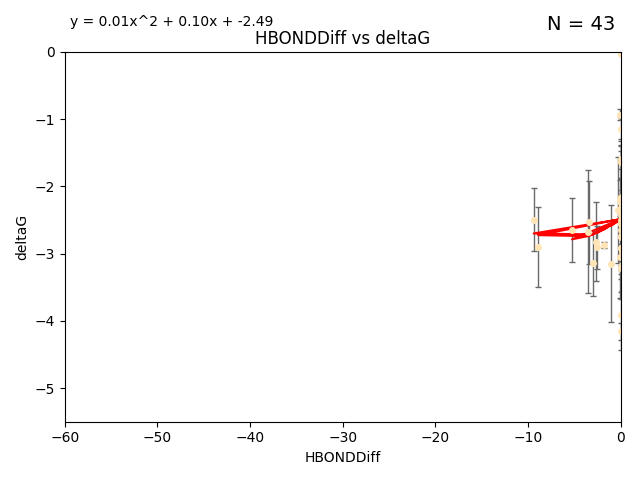 y = 0.01x^2 + 0.10x + -2.49
N = 43
HBONDDiff vs deltaG
deltaG
0
−1
−2
−3
−4
−5
−60
−50
−40
−30
−20
−10
0
HBONDDiff